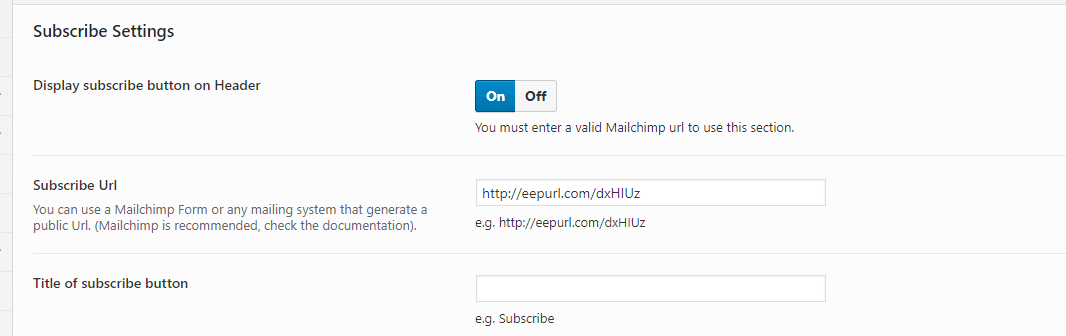 Subscribe Settings
Display subscribe button on Header
On Off
You must enter a valid Mailchimp url to use this section.
Subscribe Url
You can use a Mailchimp Form or any mailing system that generate a
public Url. (Mailchimp is recommended, check the documentation).
http://eepurl.com/dxHIUz
e.g. http://eepurl.com/dxHIUz
Title of subscribe button
e.g. Subscribe